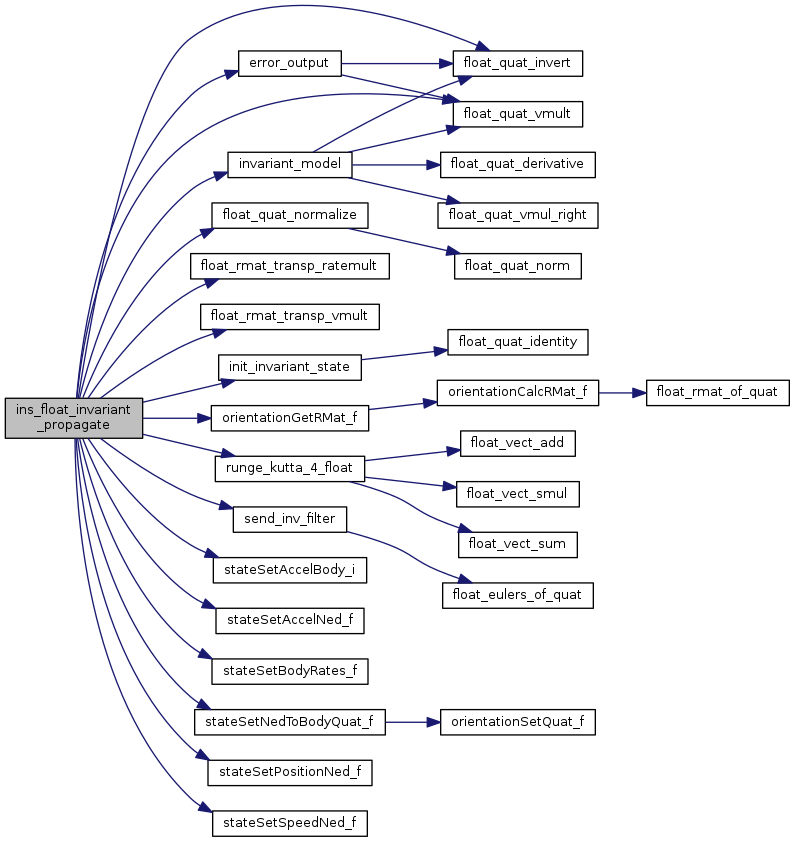 ins_float_invariant
_propagate
error_output
invariant_model
float_quat_normalize
float_rmat_transp_ratemult
float_rmat_transp_vmult
init_invariant_state
orientationGetRMat_f
runge_kutta_4_float
send_inv_filter
stateSetAccelBody_i
stateSetAccelNed_f
stateSetBodyRates_f
stateSetNedToBodyQuat_f
stateSetPositionNed_f
stateSetSpeedNed_f
float_quat_invert
float_quat_vmult
float_quat_derivative
float_quat_vmul_right
float_quat_norm
float_quat_identity
orientationCalcRMat_f
float_vect_add
float_vect_smul
float_vect_sum
float_eulers_of_quat
orientationSetQuat_f
float_rmat_of_quat